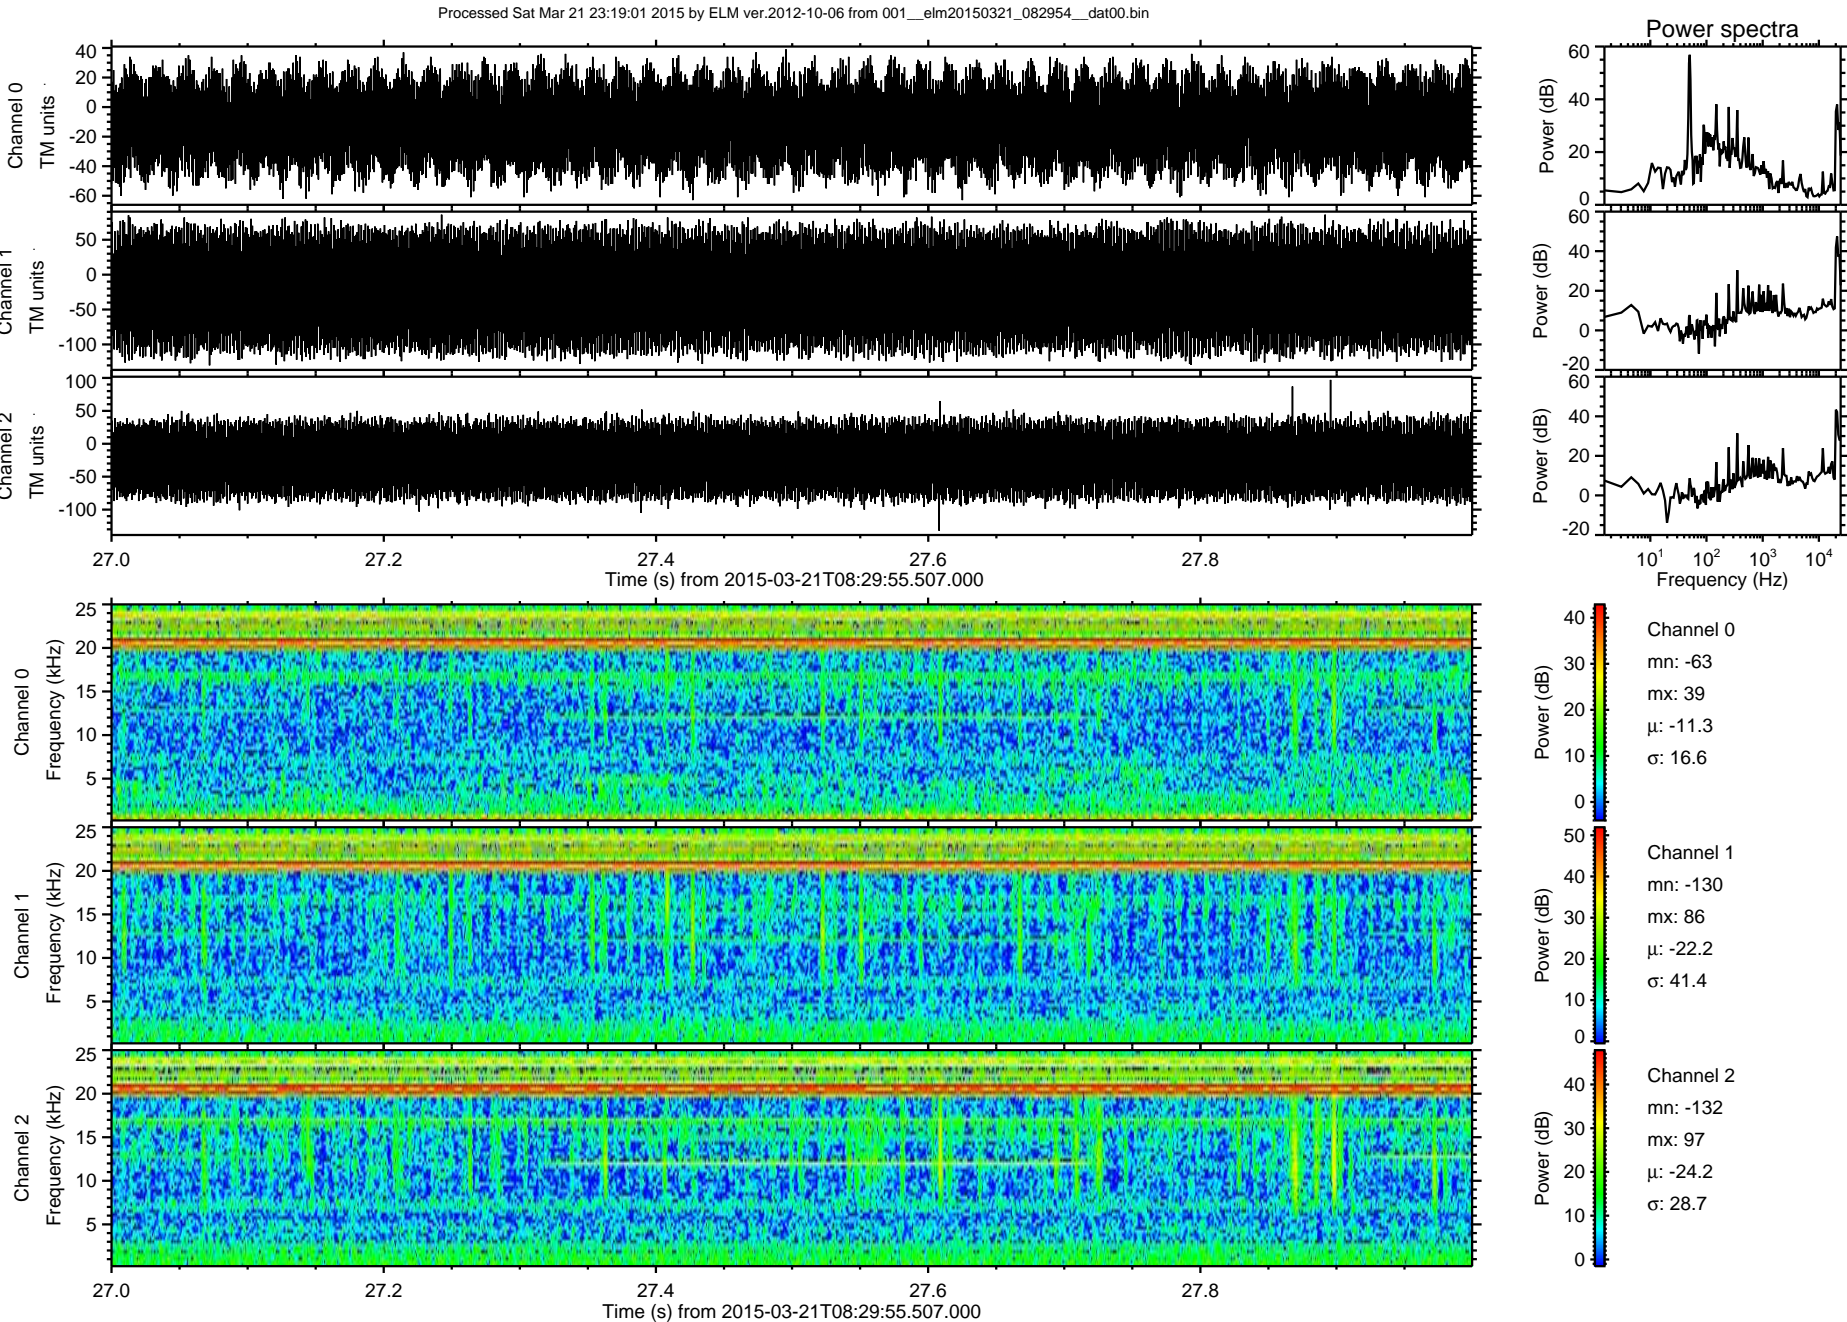 Processed Sat Mar 21 23:19:01 2015 by ELM ver.2012-10-06 from 001__elm20150321_082954__dat00.bin
Power spectra
Channel 0
TM units
40
20
0
-20
-40
-60
Power (dB)
60
40
20
0
Channel 1
TM units
50
0
-50
-100
Power (dB)
60
40
20
0
-20
Channel 2
TM units
100
50
0
-50
-100
Power (dB)
60
40
20
0
-20
27.0 27.2 27.4 27.6 27.8
Time (s) from 2015-03-21T08:29:55.507.000
10^1 10^2 10^3 10^4
Frequency (Hz)
Channel 0
Frequency (kHz)
25
20
15
10
5
Power (dB)
40
30
20
10
0
Channel 0
mn: -63
mx: 39
µ: -11.3
σ: 16.6
Channel 1
Frequency (kHz)
25
20
15
10
5
Power (dB)
50
40
30
20
10
0
Channel 1
mn: -130
mx: 86
µ: -22.2
σ: 41.4
Channel 2
Frequency (kHz)
25
20
15
10
5
Power (dB)
40
30
20
10
0
Channel 2
mn: -132
mx: 97
µ: -24.2
σ: 28.7
27.0 27.2 27.4 27.6 27.8
Time (s) from 2015-03-21T08:29:55.507.000